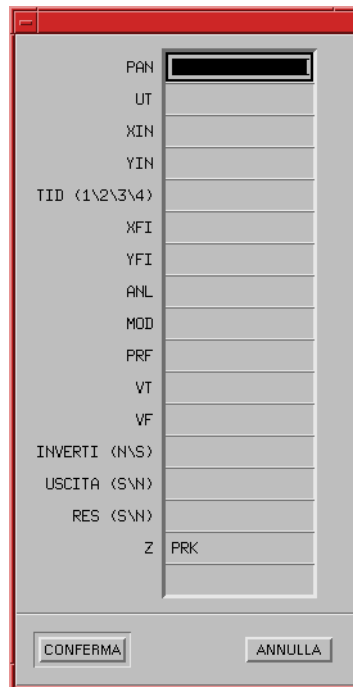 PAN
UT
XIN
YIN
TID (1\2\3\4)
XFI
YFI
ANL
MOD
PRF
VT
VF
INVERTI (N\S)
USCITA (S\N)
RES (S\N)
Z PRK
CONFERMA ANNULLA